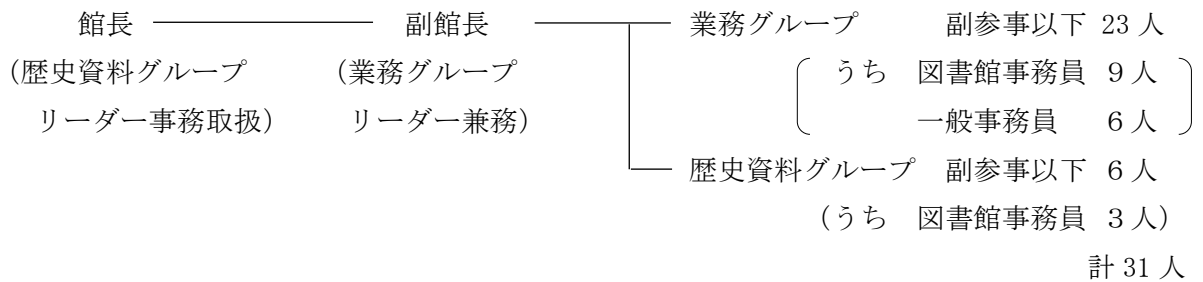 館長 副館長 業務グループ 副参事以下 23 人
(歴史資料グループ (業務グループ うち 図書館事務員 9人
リーダー事務取扱) リーダー兼務) 一般事務員 6人
歴史資料グループ 副参事以下 6人
(うち 図書館事務員 3人)
計 31 人